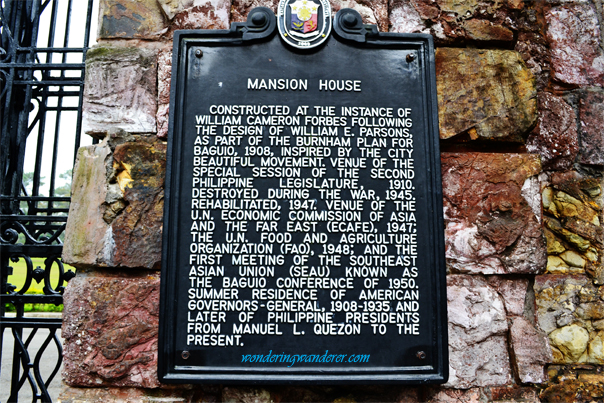 MANSION HOUSE
CONSTRUCTED AT THE INSTANCE OF
WILLIAM CAMERON FORBES FOLLOWING
THE DESIGN OF WILLIAM E. PARSONS,
AS PART OF THE BURNHAM PLAN FOR
BAGUIO, 1908, INSPIRED BY THE CITY
BEAUTIFUL MOVEMENT. VENUE OF THE
SPECIAL SESSION OF THE SECOND
PHILIPPINE LEGISLATURE, 1910.
DESTROYED DURING THE WAR, 1945.
REHABILITATED, 1947. VENUE OF THE
U.N. ECONOMIC COMMISSION OF ASIA
AND THE FAR EAST (ECAFE), 1947;
THE U.N. FOOD AND AGRICULTURE
ORGANIZATION (FAO), 1948; AND THE
FIRST MEETING OF THE SOUTHEAST
ASIAN UNION (SEAU) KNOWN AS
THE BAGUIO CONFERENCE OF 1950.
SUMMER RESIDENCE OF AMERICAN
GOVERNORS-GENERAL, 1908-1935 AND
LATER OF PHILIPPINE PRESIDENTS
FROM MANUEL L. QUEZON TO THE
PRESENT.
wonderingwanderer.com